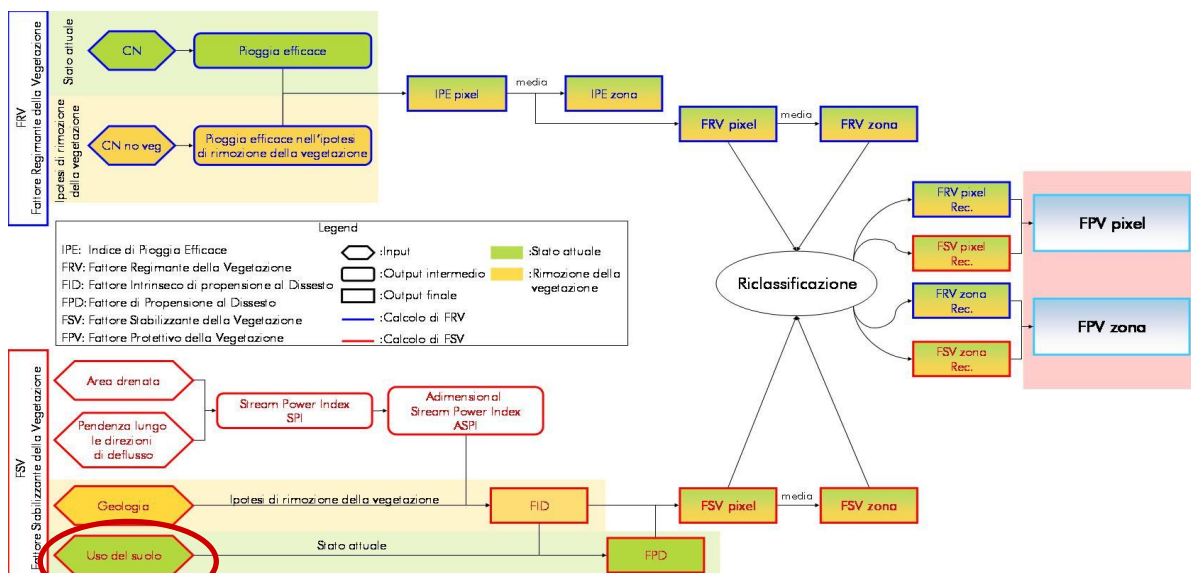 FRV
Fattore Regimante della Vegetazione
Stato attuale
CN
Pioggia efficace
Ipotesi di rimozione
della vegetazione
CN no veg
Pioggia efficace nell'ipotesi
di rimozione della vegetazione
IPE pixel
media
IPE zona
FRV pixel
media
FRV zona
Legend
IPE: Indice di Pioggia Efficace
FRV: Fattore Regimante della Vegetazione
FID: Fattore Intrinseco di propensione al Dissesto
FPD: Fattore di Propensione al Dissesto
FSV: Fattore Stabilizzante della Vegetazione
FPV: Fattore Protettivo della Vegetazione
:Input
:Output intermedio
:Output finale
:Calcolo di FRV
:Calcolo di FSV
:Stato attuale
:Rimozione della
vegetazione
Riclassificazione
FRV pixel
Rec.
FSV pixel
Rec.
FRV zona
Rec.
FSV zona
Rec.
FPV pixel
FPV zona
FSV
Fattore Stabilizzante della Vegetazione
Area drenata
Pendenza lungo
le direzioni
di deflusso
Stream Power Index
SPI
Adimensional
Stream Power Index
ASPI
Geologia
Ipotesi di rimozione della vegetazione
FID
FSV pixel
media
FSV zona
Uso del suolo
Stato attuale
FPD